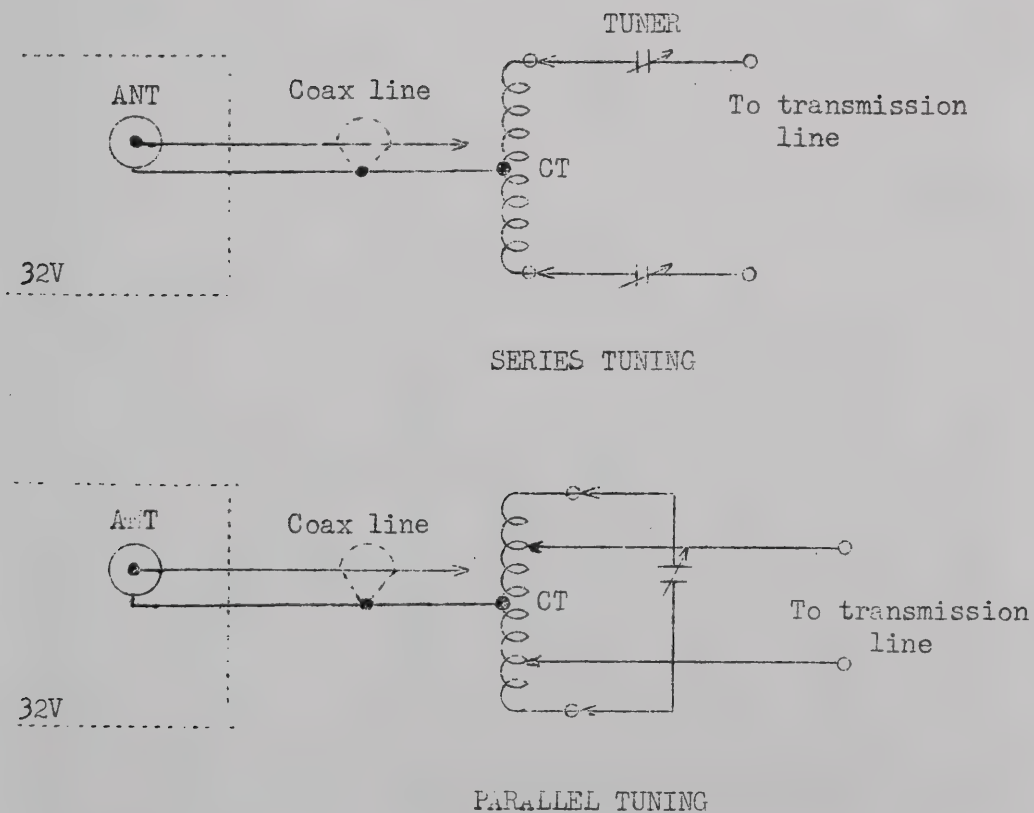 TUNER
ANT
Coax line
To transmission
line
CT
32V
SERIES TUNING
ANT
Coax line
CT
To transmission
line
32V
PARALLEL TUNING